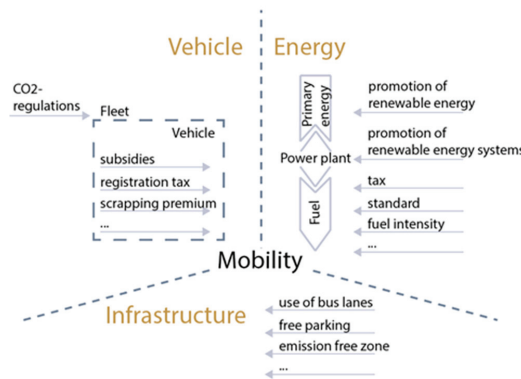 Vehicle
Energy
CO2-
regulations
Fleet
Vehicle
subsidies
registration tax
scrapping premium
...
Primary
energy
Power plant
Fuel
promotion of
renewable energy
promotion of
renewable energy systems
tax
standard
fuel intensity
...
Mobility
Infrastructure
use of bus lanes
free parking
emission free zone
...